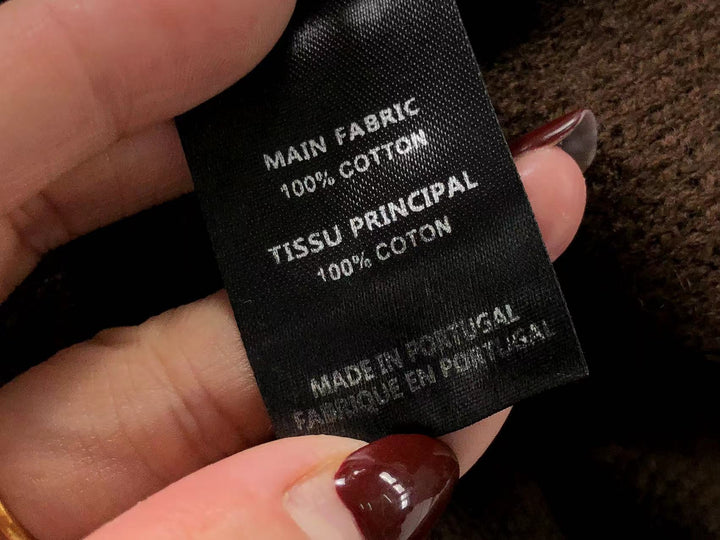 MAIN FABRIC
100% COTTON
TISSU PRINCIPAL
100% COTON
MADE IN PORTUGAL
FABRIQUE EN PORTUGAL